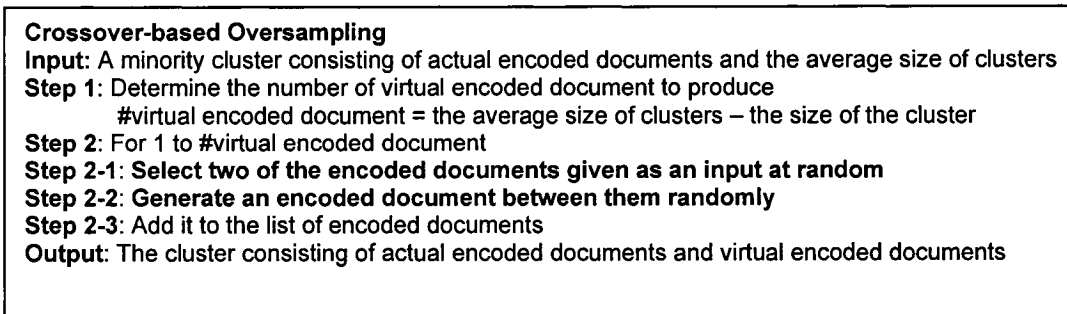 Crossover-based Oversampling
Input: A minority cluster consisting of actual encoded documents and the average size of clusters
Step 1: Determine the number of virtual encoded document to produce
#virtual encoded document = the average size of clusters – the size of the cluster
Step 2: For 1 to #virtual encoded document
Step 2-1: Select two of the encoded documents given as an input at random
Step 2-2: Generate an encoded document between them randomly
Step 2-3: Add it to the list of encoded documents
Output: The cluster consisting of actual encoded documents and virtual encoded documents